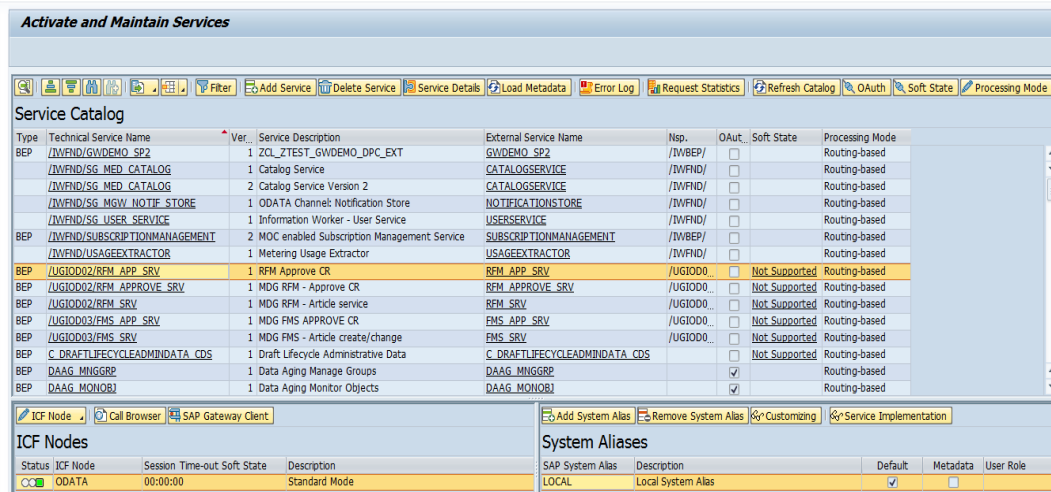 Activate and Maintain Services
Filter Add Service Delete Service Service Details Load Metadata Error Log Request Statistics Refresh Catalog OAuth Soft State Processing Mode
Service Catalog
Type Technical Service Name Ver... Service Description External Service Name Nsp. OAut... Soft State Processing Mode
BEP /IWFND/GWDEMO_SP2 1 ZCL_ZTEST_GWDEMO_DPC_EXT GWDEMO_SP2 /IWBEP/ Routing-based
/IWFND/SG_MED_CATALOG 1 Catalog Service CATALOGSERVICE /IWFND/ Routing-based
/IWFND/SG_MED_CATALOG 2 Catalog Service Version 2 CATALOGSERVICE /IWFND/ Routing-based
/IWFND/SG_MGW_NOTIF_STORE 1 ODATA Channel: Notification Store NOTIFICATIONSTORE /IWFND/ Routing-based
/IWFND/SG_USER_SERVICE 1 Information Worker - User Service USERSERVICE /IWFND/ Routing-based
BEP /IWFND/SUBSCRIPTIONMANAGEMENT 2 MOC enabled Subscription Management Service SUBSCRIPTIONMANAGEMENT /IWBEP/ Routing-based
/IWFND/USAGEEXTRACTOR 1 Metering Usage Extractor USAGEEXTRACTOR /IWFND/ Routing-based
BEP /UGIOD02/RFM_APP_SRV 1 RFM Approve CR RFM_APP_SRV /UGIOD0... Not Supported Routing-based
BEP /UGIOD02/RFM_APPROVE_SRV 1 MDG RFM - Approve CR RFM_APPROVE_SRV /UGIOD0... Not Supported Routing-based
BEP /UGIOD02/RFM_SRV 1 MDG RFM - Article service RFM_SRV /UGIOD0... Not Supported Routing-based
BEP /UGIOD03/FMS_APP_SRV 1 MDG FMS APPROVE CR FMS_APP_SRV /UGIOD0... Not Supported Routing-based
BEP /UGIOD03/FMS_SRV 1 MDG FMS - Article create/change FMS_SRV /UGIOD0... Not Supported Routing-based
BEP C_DRAFTLIFECYCLEADMINDATA_CDS 1 Draft Lifecycle Administrative Data C_DRAFTLIFECYCLEADMINDATA_CDS Not Supported Routing-based
BEP DAAG_MNGGRP 1 Data Aging Manage Groups DAAG_MNGGRP Routing-based
BEP DAAG_MONOBJ 1 Data Aging Monitor Objects DAAG_MONOBJ Routing-based
ICF Node Call Browser SAP Gateway Client Add System Alias Remove System Alias Customizing Service Implementation
ICF Nodes System Aliases
Status ICF Node Session Time-out Soft State Description SAP System Alias Description Default Metadata User Role
ODATA 00:00:00 Standard Mode LOCAL Local System Alias